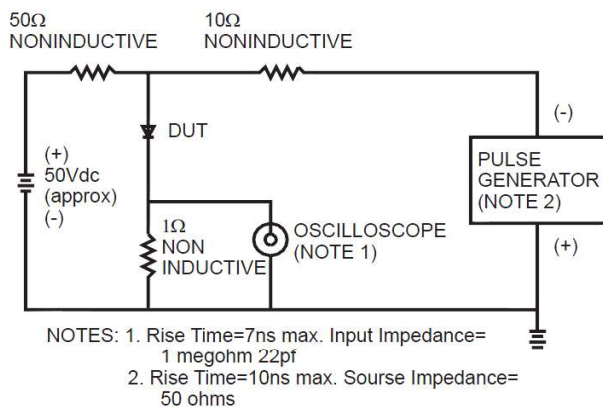 50Ω
NONINDUCTIVE
10Ω
NONINDUCTIVE
DUT
(+)
50Vdc
(approx)
(-)
1Ω
NON
INDUCTIVE
OSCILLOSCOPE
(NOTE 1)
(-)
PULSE
GENERATOR
(NOTE 2)
(+)
NOTES: 1. Rise Time=7ns max. Input Impedance=
1 megohm 22pf
2. Rise Time=10ns max. Sourse Impedance=
50 ohms